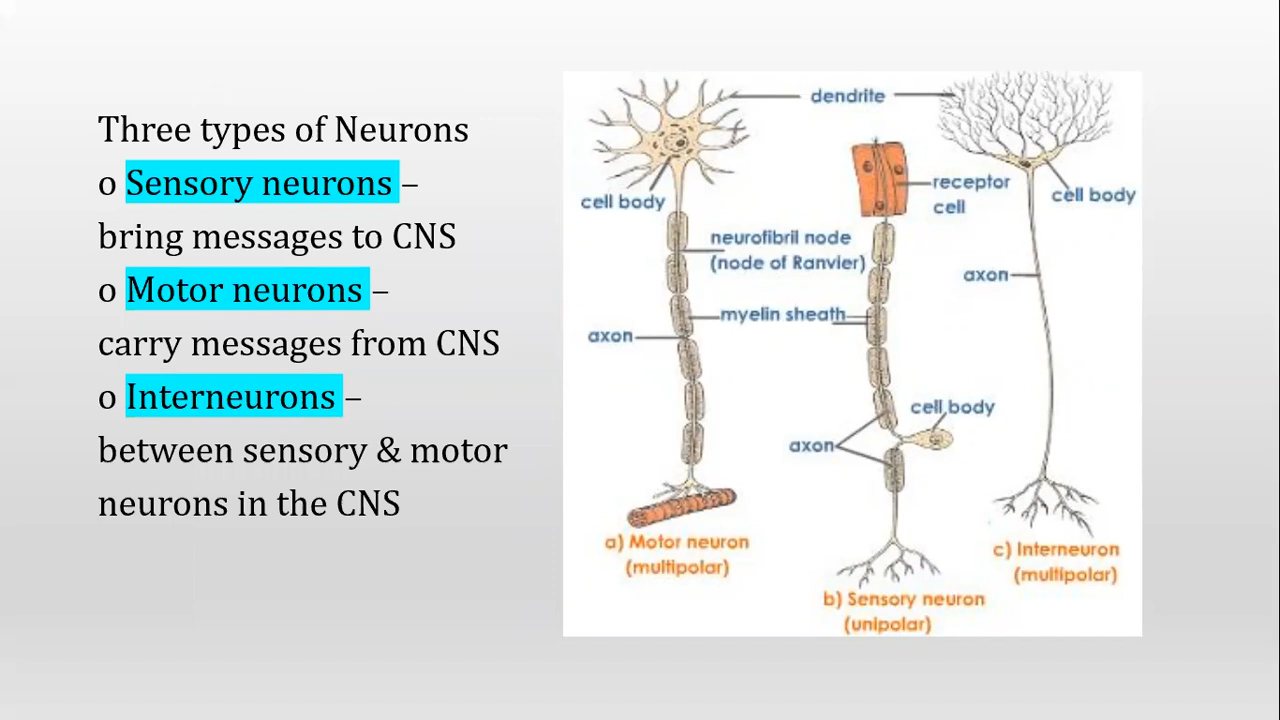 Three types of Neurons
o Sensory neurons –
bring messages to CNS
o Motor neurons –
carry messages from CNS
o Interneurons –
between sensory & motor
neurons in the CNS
dendrite
cell body
receptor
cell
cell body
neurofibril node
(node of Ranvier)
axon
myelin sheath
axon
cell body
axon
a) Motor neuron
(multipolar)
b) Sensory neuron
(unipolar)
c) Interneuron
(multipolar)